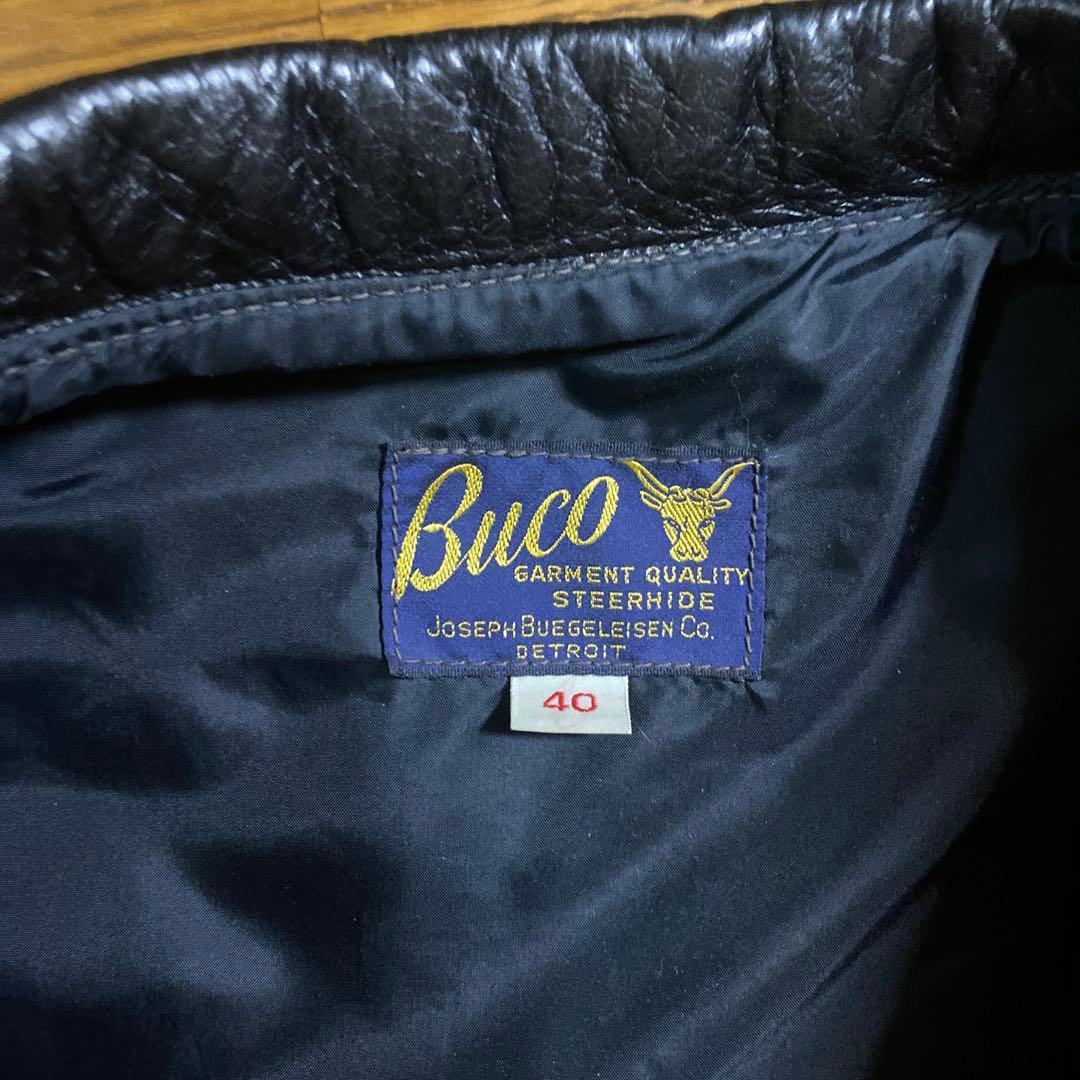 Buco
GARMENT QUALITY
STEERHIDE
JOSEPH BUEGELEISEN CO.
DETROIT
40